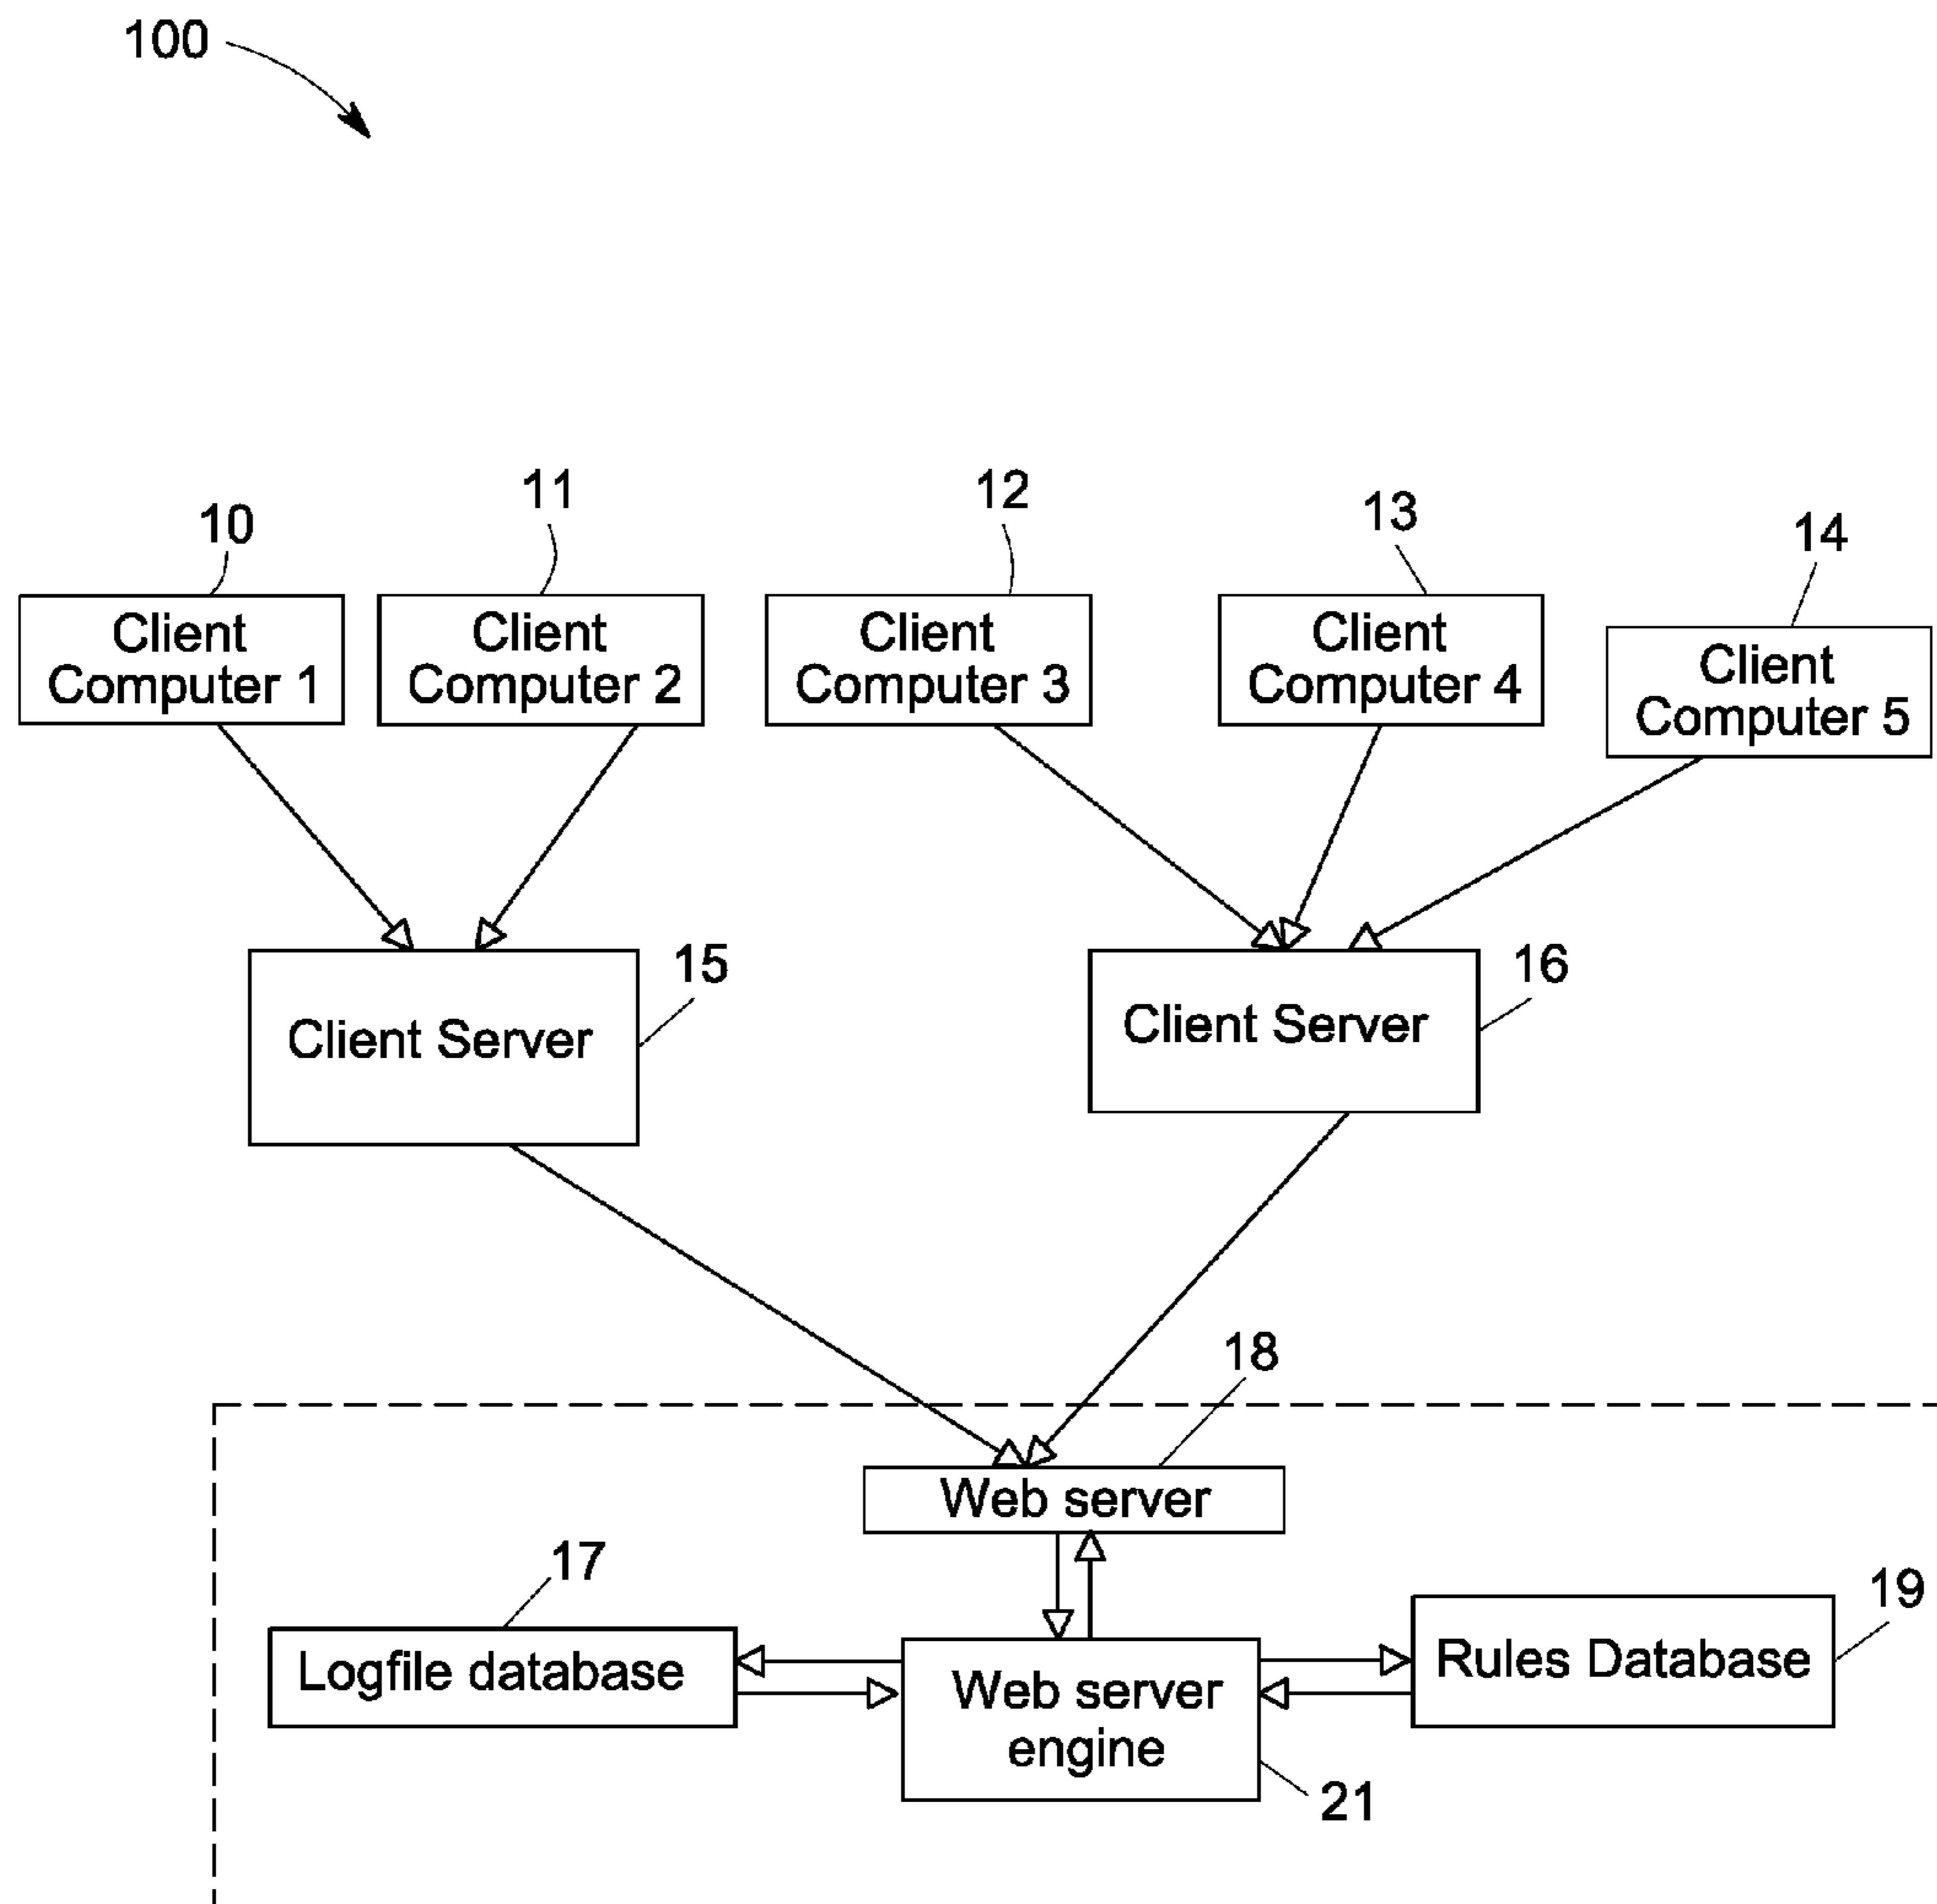 100
10
11
12
13
14
Client
Computer 1
Client
Computer 2
Client
Computer 3
Client
Computer 4
Client
Computer 5
15
16
Client Server
Client Server
18
Web server
17
19
Logfile database
Web server
engine
Rules Database
21